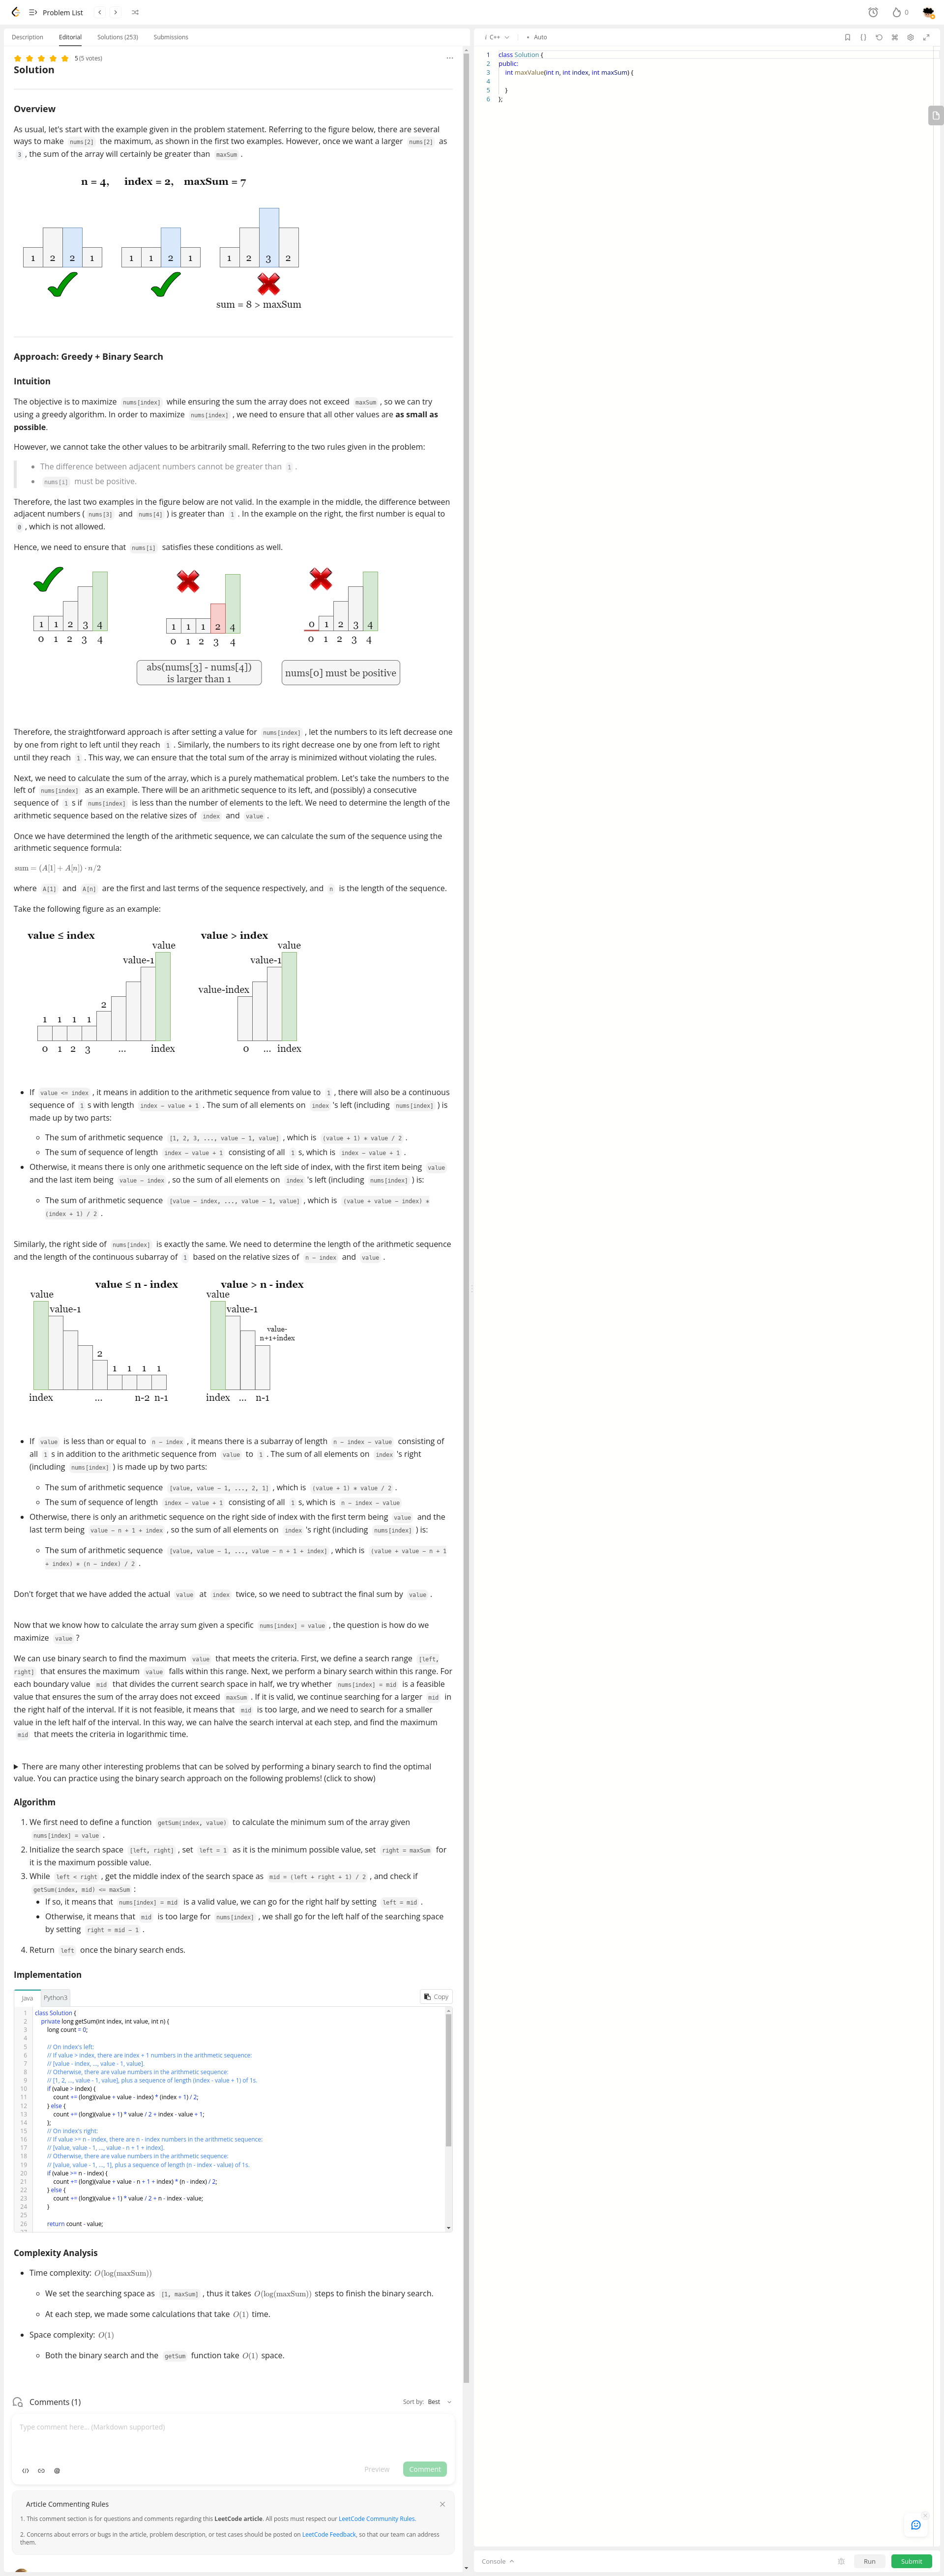 Problem List
0
Description
Editorial
Solutions (253)
Submissions
5 (5 votes)
Solution
Overview
As usual, let's start with the example given in the problem statement. Referring to the figure below, there are several
ways to make nums[2] the maximum, as shown in the first two examples. However, once we want a larger nums[2] as
3 , the sum of the array will certainly be greater than maxSum .
n = 4, index = 2, maxSum = 7
1 2 2 1
1 1 2 1
1 2 3 2
sum = 8 > maxSum
Approach: Greedy + Binary Search
Intuition
The objective is to maximize nums[index] while ensuring the sum the array does not exceed maxSum , so we can try
using a greedy algorithm. In order to maximize nums[index] , we need to ensure that all other values are as small as
possible.
However, we cannot take the other values to be arbitrarily small. Referring to the two rules given in the problem:
• The difference between adjacent numbers cannot be greater than 1 .
• nums[i] must be positive.
Therefore, the last two examples in the figure below are not valid. In the example in the middle, the difference between
adjacent numbers ( nums[3] and nums[4] ) is greater than 1 . In the example on the right, the first number is equal to
0 , which is not allowed.
Hence, we need to ensure that nums[i] satisfies these conditions as well.
1 1 2 3 4
0 1 2 3 4
1 1 1 2 4
0 1 2 3 4
0 1 2 3 4
0 1 2 3 4
abs(nums[3] - nums[4])
is larger than 1
nums[0] must be positive
Therefore, the straightforward approach is after setting a value for nums[index] , let the numbers to its left decrease one
by one from right to left until they reach 1 . Similarly, the numbers to its right decrease one by one from left to right
until they reach 1 . This way, we can ensure that the total sum of the array is minimized without violating the rules.
Next, we need to calculate the sum of the array, which is a purely mathematical problem. Let's take the numbers to the
left of nums[index] as an example. There will be an arithmetic sequence to its left, and (possibly) a consecutive
sequence of 1 s if nums[index] is less than the number of elements to the left. We need to determine the length of the
arithmetic sequence based on the relative sizes of index and value .
Once we have determined the length of the arithmetic sequence, we can calculate the sum of the sequence using the
arithmetic sequence formula:
sum = (A[1] + A[n]) · n/2
where A[1] and A[n] are the first and last terms of the sequence respectively, and n is the length of the sequence.
Take the following figure as an example:
value ≤ index
value
value-1
2
1 1 1 1
0 1 2 3 ... index
value > index
value
value-1
value-index
0 ... index
• If value <= index , it means in addition to the arithmetic sequence from value to 1 , there will also be a continuous
sequence of 1 s with length index − value + 1 . The sum of all elements on index 's left (including nums[index] ) is
made up by two parts:
◦ The sum of arithmetic sequence [1, 2, 3, ..., value − 1, value] , which is (value + 1) * value / 2 .
◦ The sum of sequence of length index − value + 1 consisting of all 1 s, which is index − value + 1 .
• Otherwise, it means there is only one arithmetic sequence on the left side of index, with the first item being value
and the last item being value − index , so the sum of all elements on index 's left (including nums[index] ) is:
◦ The sum of arithmetic sequence [value − index, ..., value − 1, value] , which is (value + value − index) *
(index + 1) / 2 .
Similarly, the right side of nums[index] is exactly the same. We need to determine the length of the arithmetic sequence
and the length of the continuous subarray of 1 based on the relative sizes of n − index and value .
value ≤ n - index
value
value-1
2
1 1 1 1
index ... n-2 n-1
value > n - index
value
value-1
value-
n+1+index
index ... n-1
• If value is less than or equal to n − index , it means there is a subarray of length n − index − value consisting of
all 1 s in addition to the arithmetic sequence from value to 1 . The sum of all elements on index 's right
(including nums[index] ) is made up by two parts:
◦ The sum of arithmetic sequence [value, value − 1, ..., 2, 1] , which is (value + 1) * value / 2 .
◦ The sum of sequence of length index − value + 1 consisting of all 1 s, which is n − index − value
• Otherwise, there is only an arithmetic sequence on the right side of index with the first term being value and the
last term being value − n + 1 + index , so the sum of all elements on index 's right (including nums[index] ) is:
◦ The sum of arithmetic sequence [value, value − 1, ..., value − n + 1 + index] , which is (value + value − n + 1
+ index) * (n − index) / 2 .
Don't forget that we have added the actual value at index twice, so we need to subtract the final sum by value .
Now that we know how to calculate the array sum given a specific nums[index] = value , the question is how do we
maximize value ?
We can use binary search to find the maximum value that meets the criteria. First, we define a search range [left,
right] that ensures the maximum value falls within this range. Next, we perform a binary search within this range. For
each boundary value mid that divides the current search space in half, we try whether nums[index] = mid is a feasible
value that ensures the sum of the array does not exceed maxSum . If it is valid, we continue searching for a larger mid in
the right half of the interval. If it is not feasible, it means that mid is too large, and we need to search for a smaller
value in the left half of the interval. In this way, we can halve the search interval at each step, and find the maximum
mid that meets the criteria in logarithmic time.
▶ There are many other interesting problems that can be solved by performing a binary search to find the optimal
value. You can practice using the binary search approach on the following problems! (click to show)
Algorithm
1. We first need to define a function getSum(index, value) to calculate the minimum sum of the array given
nums[index] = value .
2. Initialize the search space [left, right] , set left = 1 as it is the minimum possible value, set right = maxSum for
it is the maximum possible value.
3. While left < right , get the middle index of the search space as mid = (left + right + 1) / 2 , and check if
getSum(index, mid) <= maxSum :
• If so, it means that nums[index] = mid is a valid value, we can go for the right half by setting left = mid .
• Otherwise, it means that mid is too large for nums[index] , we shall go for the left half of the searching space
by setting right = mid − 1 .
4. Return left once the binary search ends.
Implementation
Java
Python3
Copy
1 class Solution {
2 private long getSum(int index, int value, int n) {
3 long count = 0;
4
5 // On index's left:
6 // If value > index, there are index + 1 numbers in the arithmetic sequence:
7 // [value - index, ..., value - 1, value].
8 // Otherwise, there are value numbers in the arithmetic sequence:
9 // [1, 2, ..., value - 1, value], plus a sequence of length (index - value + 1) of 1s.
10 if (value > index) {
11 count += (long)(value + value - index) * (index + 1) / 2;
12 } else {
13 count += (long)(value + 1) * value / 2 + index - value + 1;
14 };
15 // On index's right:
16 // If value >= n - index, there are n - index numbers in the arithmetic sequence:
17 // [value, value - 1, ..., value - n + 1 + index].
18 // Otherwise, there are value numbers in the arithmetic sequence:
19 // [value, value - 1, ..., 1], plus a sequence of length (n - index - value) of 1s.
20 if (value >= n - index) {
21 count += (long)(value + value - n + 1 + index) * (n - index) / 2;
22 } else {
23 count += (long)(value + 1) * value / 2 + n - index - value;
24 }
25
26 return count - value;
Complexity Analysis
• Time complexity: O(log(maxSum))
◦ We set the searching space as [1, maxSum] , thus it takes O(log(maxSum)) steps to finish the binary search.
◦ At each step, we made some calculations that take O(1) time.
• Space complexity: O(1)
◦ Both the binary search and the getSum function take O(1) space.
Comments (1)
Sort by: Best
Type comment here... (Markdown supported)
Preview
Comment
Article Commenting Rules
1. This comment section is for questions and comments regarding this LeetCode article. All posts must respect our LeetCode Community Rules.
2. Concerns about errors or bugs in the article, problem description, or test cases should be posted on LeetCode Feedback, so that our team can address
them.
i C++
Auto
1 class Solution {
2 public:
3 int maxValue(int n, int index, int maxSum) {
4
5 }
6 };
Console
Run
Submit